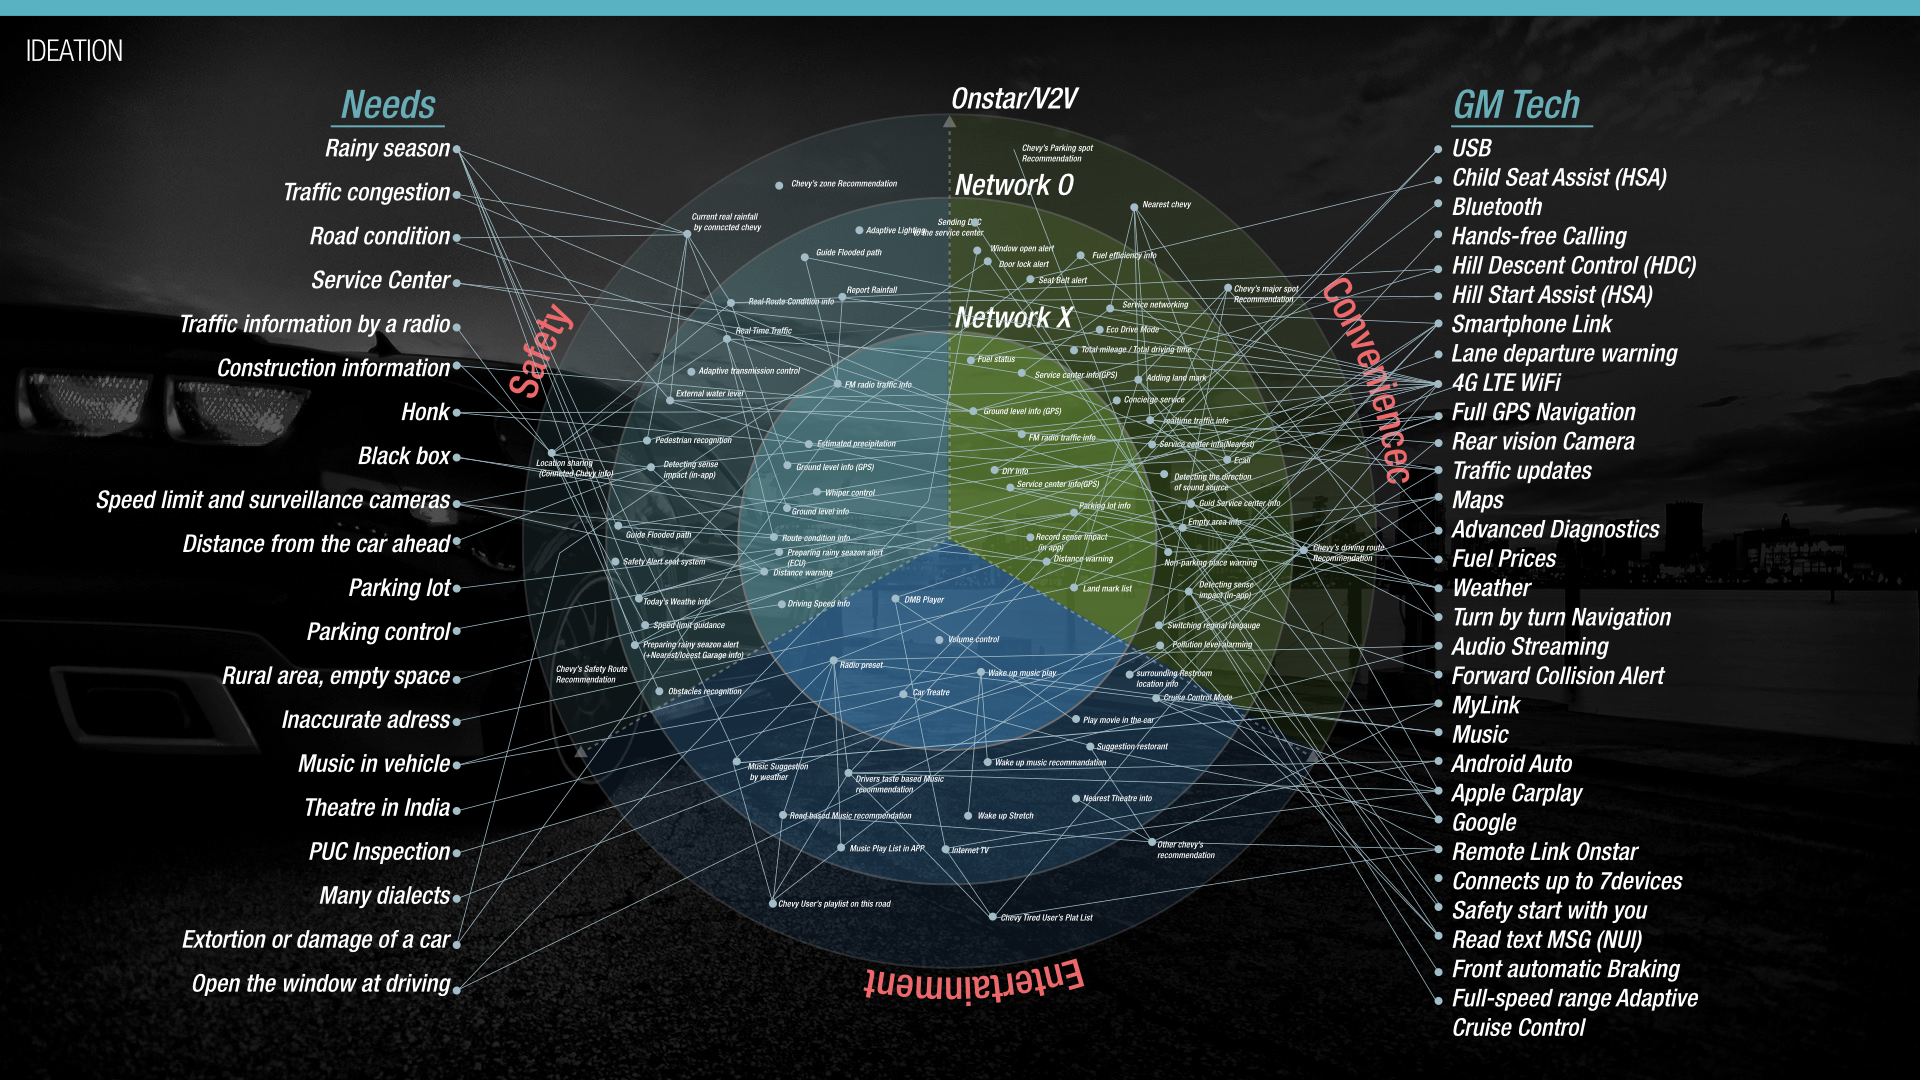 IDEATION
Needs
Rainy season
Traffic congestion
Road condition
Service Center
Traffic information by a radio
Construction information
Honk
Black box
Speed limit and surveillance cameras
Distance from the car ahead
Parking lot
Parking control
Rural area, empty space
Inaccurate adress
Music in vehicle
Theatre in India
PUC Inspection
Many dialects
Extortion or damage of a car
Open the window at driving
Onstar/V2V
Network O
Network X
Safety
Chevy's zone Recommendation
Current real rainfall
by conncted chevy
Adaptive Lighting
Guide Flooded path
Report Rainfall
Real Route Condition info
Real Time Traffic
Adaptive transmission control
FM radio traffic info
External water level
Pedestrian recognition
Estimated precipitation
Location sharing
(Conncted Chevy info)
Detecting sense
impact (in-app)
Ground level info (GPS)
Whiper control
Ground level info
Guide Flooded path
Route condition info
Preparing rainy seazon alert
(ECU)
Safety Alert seat system
Distance warning
Today's Weathe info
Driving Speed Info
Speed limit guidance
Preparing rainy seazon alert
(+Nearest/loeest Garage info)
Chevy's Safety Route
Recommendation
Obstacles recognition
Conveniencec
Chevy's Parking spot
Recommendation
Nearest chevy
Sending DTC
to the service center
Window open alert
Door lock alert
Fuel efficiency info
Seat Belt alert
Chevy's major spot
Recommendation
Service networking
Eco Drive Mode
Total mileage / Total driving time
Fuel status
Service center info(GPS)
Adding land mark
Concierge service
Ground level info (GPS)
realtime traffic info
FM radio traffic info
Service center info(Nearest)
Ecall
DIY Info
Detecting the direction
of sound source
Service center info(GPS)
Parking lot info
Guid Service center info
Empty area info
Record sense impact
(in app)
Chevy's driving route
Recommendation
Distance warning
Non-parking place warning
Land mark list
Detecting sense
impact (in-app)
Switching reginal langauge
Pollution level alarming
Entertainment
DMB Player
Volume control
Radio preset
Wake up music play
surrounding Restroom
location info
Car Treatre
Cruise Control Mode
Play movie in the car
Suggestion restorant
Music Suggestion
by weather
Wake up music recommandation
Drivers taste based Music
recommendation
Nearest Theatre into
Road based Music recommendation
Wake up Stretch
Music Play List in APP
Internet TV
Other chevy's
recommendation
Chevy User's playlist on this road
Chevy Tired User's Plat List
GM Tech
USB
Child Seat Assist (HSA)
Bluetooth
Hands-free Calling
Hill Descent Control (HDC)
Hill Start Assist (HSA)
Smartphone Link
Lane departure warning
4G LTE WiFi
Full GPS Navigation
Rear vision Camera
Traffic updates
Maps
Advanced Diagnostics
Fuel Prices
Weather
Turn by turn Navigation
Audio Streaming
Forward Collision Alert
MyLink
Music
Android Auto
Apple Carplay
Google
Remote Link Onstar
Connects up to 7devices
Safety start with you
Read text MSG (NUI)
Front automatic Braking
Full-speed range Adaptive
Cruise Control